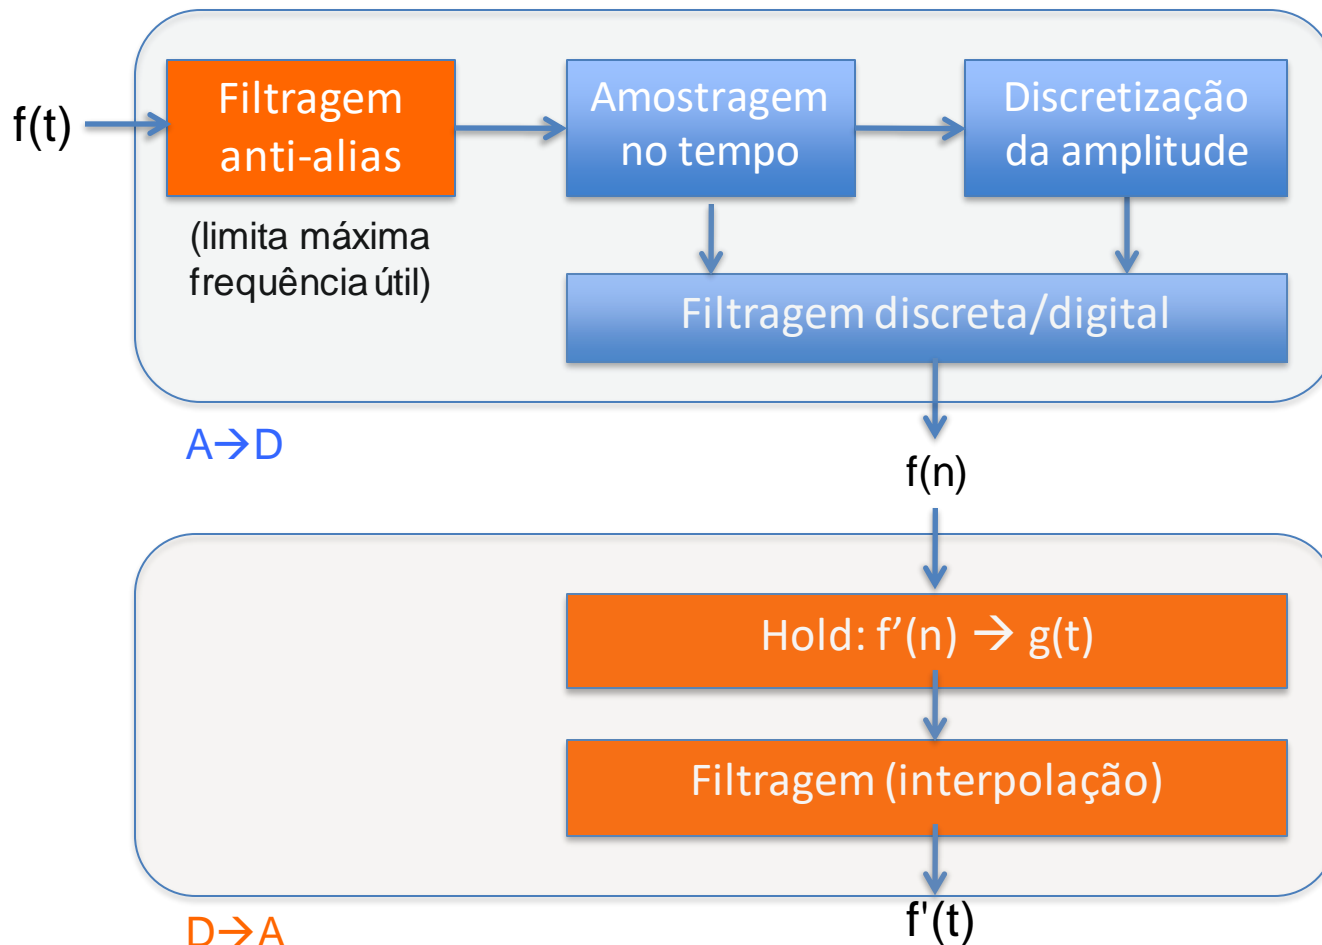 f(t)
Filtragem
anti-alias
Amostragem
no tempo
Discretização
da amplitude
(limita máxima
frequência útil)
Filtragem discreta/digital
A→D
f(n)
Hold: f’(n) → g(t)
Filtragem (interpolação)
D→A
f'(t)